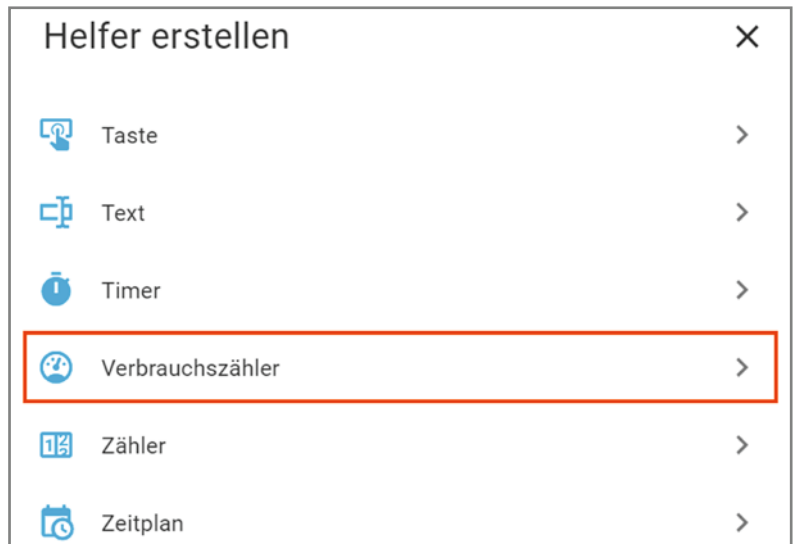 Helfer erstellen
Taste
Text
Timer
Verbrauchszähler
Zähler
Zeitplan